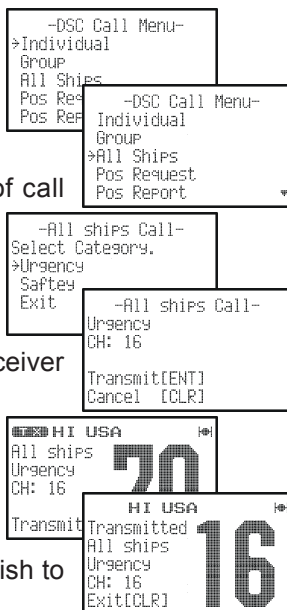 -DSC Call Menu-
→Individual
Group
All Ships
Pos Req
Pos Rep
-DSC Call Menu-
Individual
Group
→All Ships
Pos Request
Pos Report
of call
-All ships Call-
Select Category.
→Urgency
Saftey
Exit
-All ships Call-
Urgency
CH: 16
Transmit[ENT]
Cancel [CLR]
ceiver
TX HI USA
All ships
Urgency
CH: 16
Transmit
70
HI USA
Transmitted
All ships
Urgency
CH: 16
Exit[CLR]
16
ish to